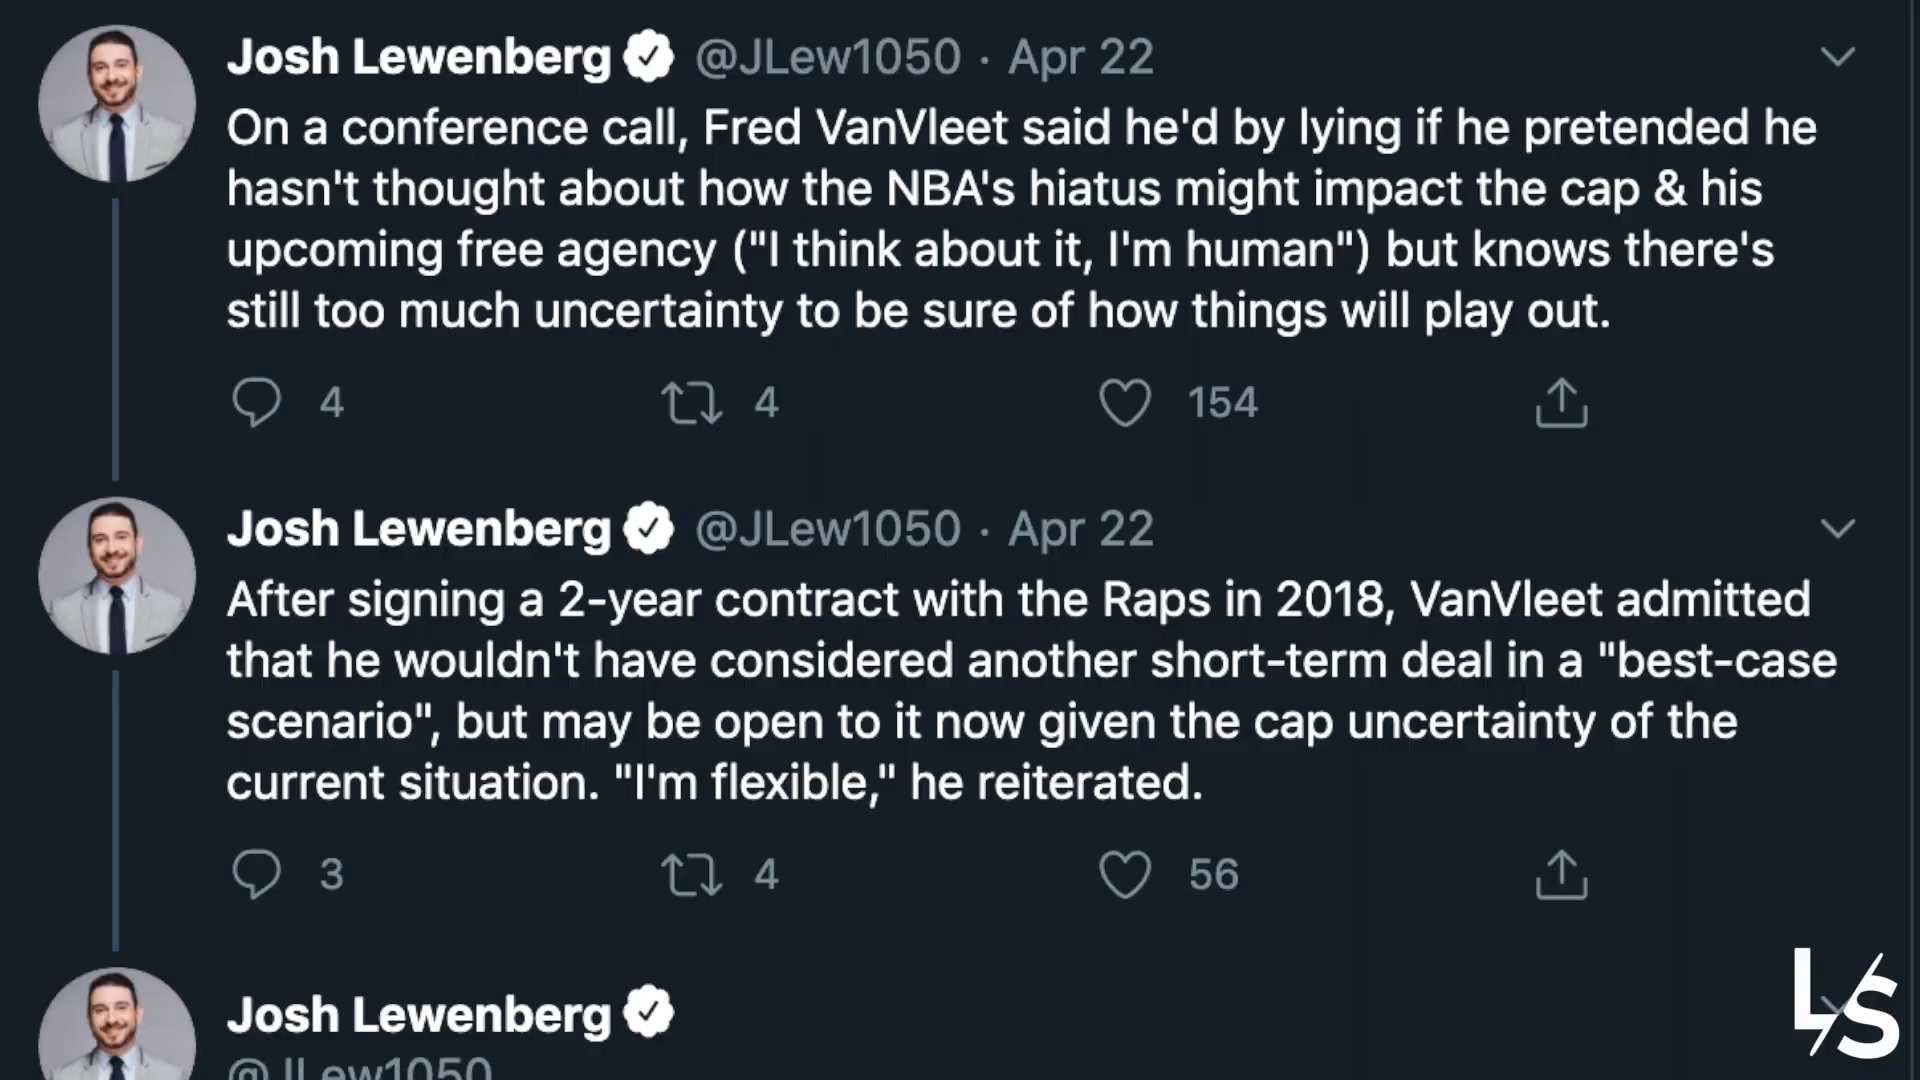 Josh Lewenberg @JLew1050 · Apr 22
On a conference call, Fred VanVleet said he'd by lying if he pretended he
hasn't thought about how the NBA's hiatus might impact the cap & his
upcoming free agency ("I think about it, I'm human") but knows there's
still too much uncertainty to be sure of how things will play out.
4 4 154
Josh Lewenberg @JLew1050 · Apr 22
After signing a 2-year contract with the Raps in 2018, VanVleet admitted
that he wouldn't have considered another short-term deal in a "best-case
scenario", but may be open to it now given the cap uncertainty of the
current situation. "I'm flexible," he reiterated.
3 4 56
Josh Lewenberg
@JLew1050
L/S